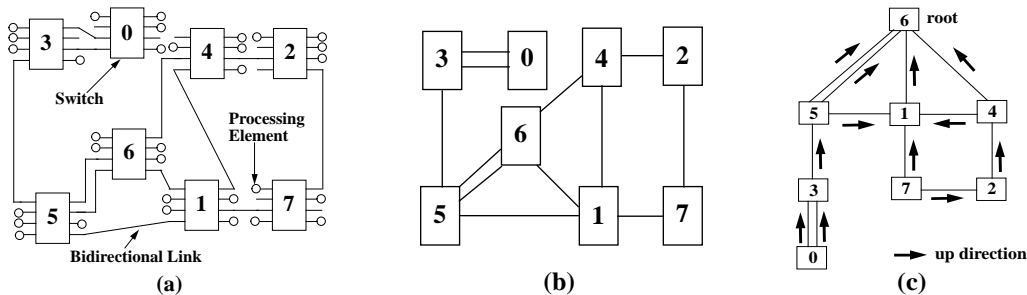 3
0
4
2
Switch
Processing
Element
6
5
1
7
Bidirectional Link
(a)
3
0
4
2
6
5
1
7
(b)
6
root
5
1
4
3
7
2
0
up direction
(c)